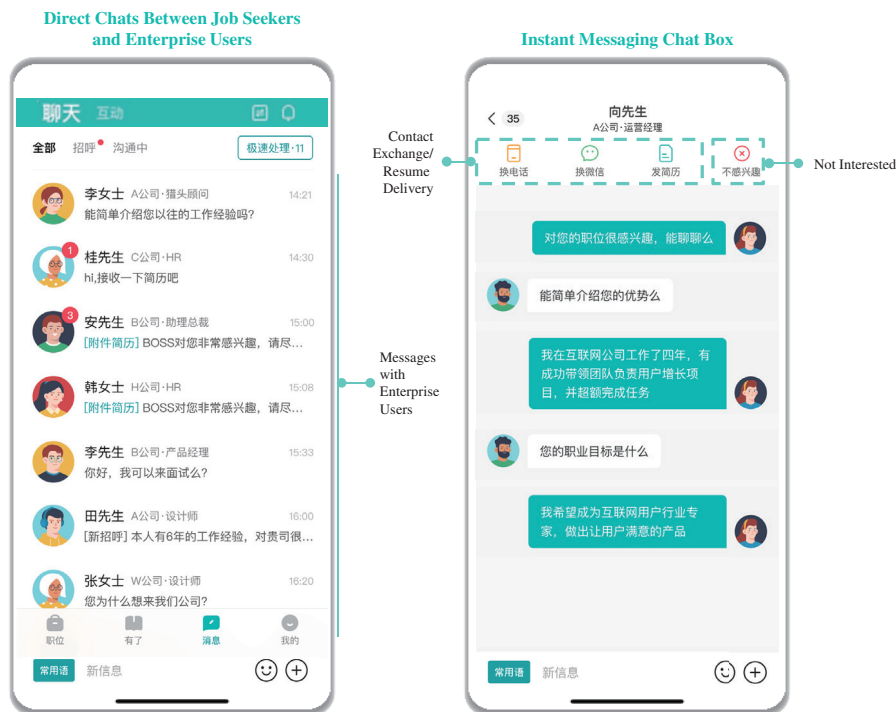 Direct Chats Between Job Seekers
and Enterprise Users
聊天 互动
全部 招呼 沟通中 极速处理·11
李女士 A公司·猎头顾问 14:21
能简单介绍您以往的工作经验吗?
1
桂先生 C公司·HR 14:30
hi,接收一下简历吧
3
安先生 B公司·助理总裁 15:00
[附件简历] BOSS对您非常感兴趣，请尽...
韩女士 H公司·HR 15:08
[附件简历] BOSS对您非常感兴趣，请尽...
李先生 B公司·产品经理 15:33
你好，我可以来面试么?
田先生 A公司·设计师 16:00
[新招呼] 本人有6年的工作经验，对贵司很...
张女士 W公司·设计师 16:20
您为什么想来我们公司?
职位 有了 消息 我的
常用语 新信息
Messages
with
Enterprise
Users
Instant Messaging Chat Box
35 向先生
A公司·运营经理
换电话 换微信 发简历 不感兴趣
Contact
Exchange/
Resume
Delivery
Not Interested
对您的职位很感兴趣，能聊聊么
能简单介绍您的优势么
我在互联网公司工作了四年，有
成功带领团队负责用户增长项
目，并超额完成任务
您的职业目标是什么
我希望成为互联网用户行业专
家，做出让用户满意的产品
常用语 新信息